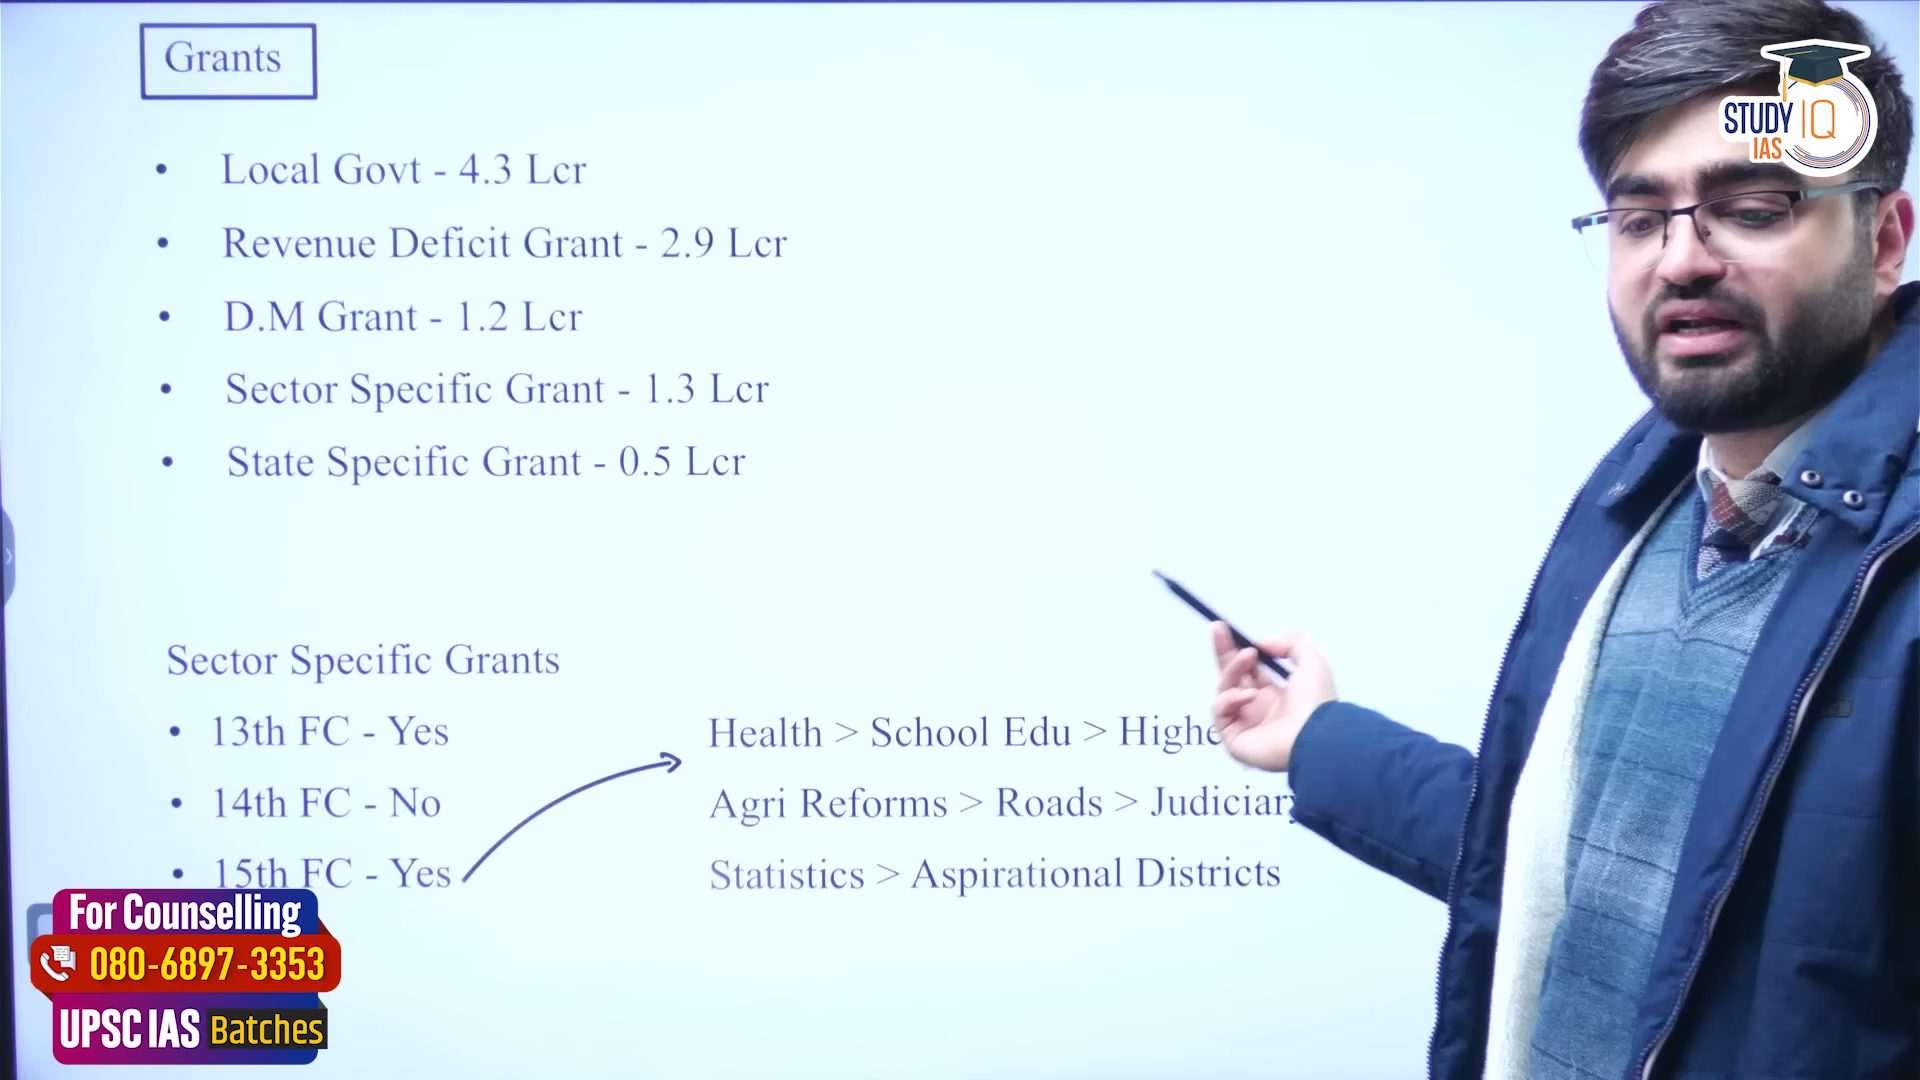 Grants
STUDY IQ
IAS
• Local Govt - 4.3 Lcr
• Revenue Deficit Grant - 2.9 Lcr
• D.M Grant - 1.2 Lcr
• Sector Specific Grant - 1.3 Lcr
• State Specific Grant - 0.5 Lcr
Sector Specific Grants
• 13th FC - Yes
• 14th FC - No
• 15th FC - Yes
Health > School Edu >
Agri Reforms > Roads > Judiciary
Statistics > Aspirational Districts
For Counselling
080-6897-3353
UPSC IAS Batches